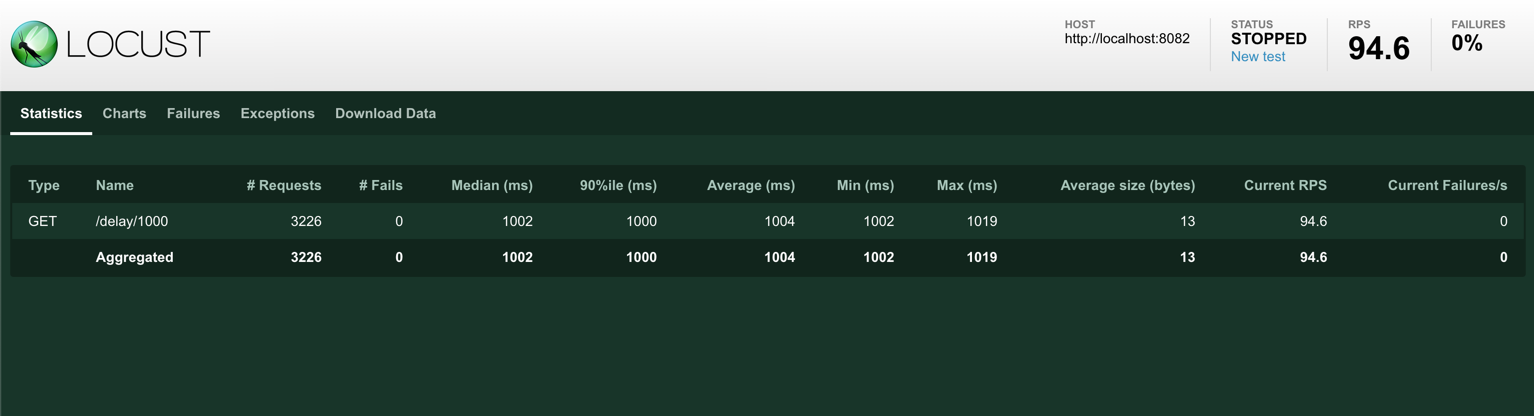 LOCUST
HOST
http://localhost:8082
STATUS
STOPPED
New test
RPS
94.6
FAILURES
0%
Statistics Charts Failures Exceptions Download Data
Type Name # Requests # Fails Median (ms) 90%ile (ms) Average (ms) Min (ms) Max (ms) Average size (bytes) Current RPS Current Failures/s
GET /delay/1000 3226 0 1002 1000 1004 1002 1019 13 94.6 0
Aggregated 3226 0 1002 1000 1004 1002 1019 13 94.6 0